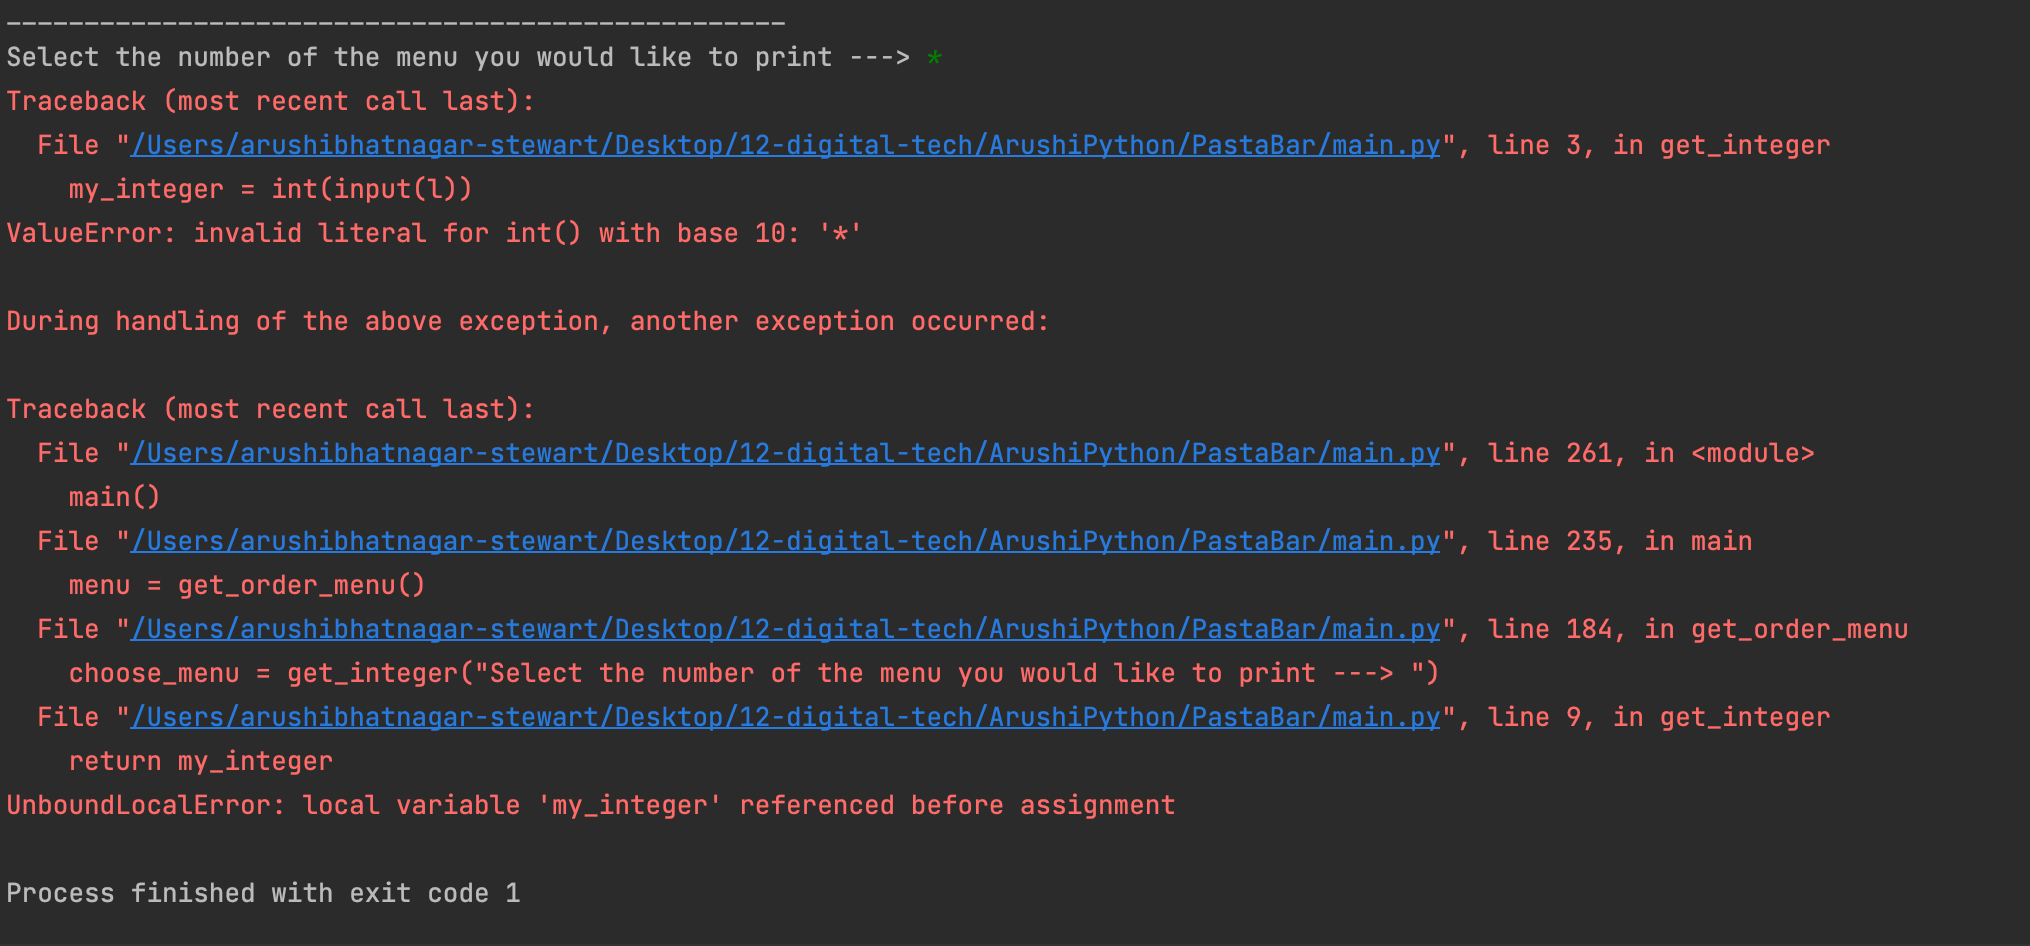 --------------------------------------------------
Select the number of the menu you would like to print ---> *
Traceback (most recent call last):
  File "/Users/arushibhatnagar-stewart/Desktop/12-digital-tech/ArushiPython/PastaBar/main.py", line 3, in get_integer
    my_integer = int(input(l))
ValueError: invalid literal for int() with base 10: '*'

During handling of the above exception, another exception occurred:

Traceback (most recent call last):
  File "/Users/arushibhatnagar-stewart/Desktop/12-digital-tech/ArushiPython/PastaBar/main.py", line 261, in <module>
    main()
  File "/Users/arushibhatnagar-stewart/Desktop/12-digital-tech/ArushiPython/PastaBar/main.py", line 235, in main
    menu = get_order_menu()
  File "/Users/arushibhatnagar-stewart/Desktop/12-digital-tech/ArushiPython/PastaBar/main.py", line 184, in get_order_menu
    choose_menu = get_integer("Select the number of the menu you would like to print ---> ")
  File "/Users/arushibhatnagar-stewart/Desktop/12-digital-tech/ArushiPython/PastaBar/main.py", line 9, in get_integer
    return my_integer
UnboundLocalError: local variable 'my_integer' referenced before assignment

Process finished with exit code 1